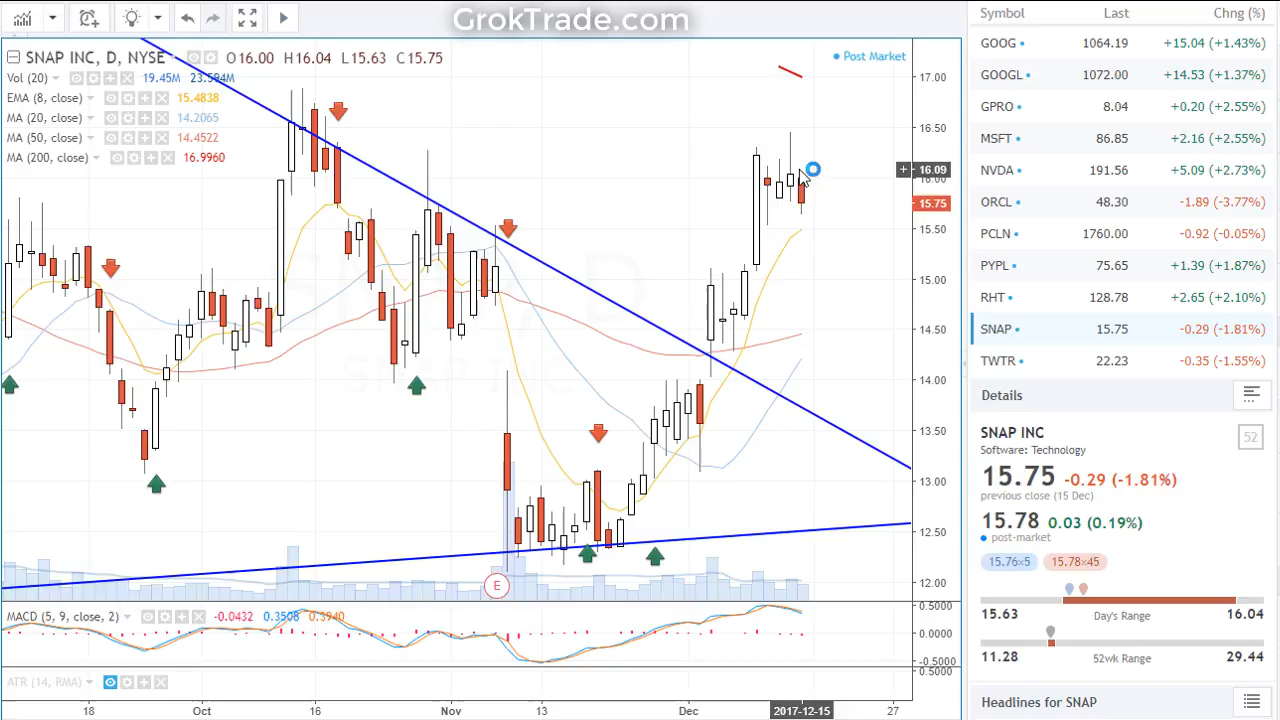 GrokTrade.com
SNAP INC, D, NYSE O16.00 H16.04 L15.63 C15.75
Post Market
Vol (20) 19.45M 23.594M
EMA (8, close) 15.4838
MA (20, close) 14.2065
MA (50, close) 14.4522
MA (200, close) 16.9960
17.00
16.50
16.09
16.00
15.75
15.50
15.00
14.50
14.00
13.50
13.00
12.50
12.00
SNAP, D
SNAP INC
E
MACD (5, 9, close, 2) -0.0432 0.3508 0.3940
0.5000
0.0000
-0.5000
ATR (14, RMA)
0.5000
18 Oct 16 Nov 13 Dec 2017-12-15 27
Symbol Last Chng (%)
GOOG 1064.19 +15.04 (+1.43%)
GOOGL 1072.00 +14.53 (+1.37%)
GPRO 8.04 +0.20 (+2.55%)
MSFT 86.85 +2.16 (+2.55%)
NVDA 191.56 +5.09 (+2.73%)
ORCL 48.30 -1.89 (-3.77%)
PCLN 1760.00 -0.92 (-0.05%)
PYPL 75.65 +1.39 (+1.87%)
RHT 128.78 +2.65 (+2.10%)
SNAP 15.75 -0.29 (-1.81%)
TWTR 22.23 -0.35 (-1.55%)
Details
SNAP INC 52
Software: Technology
15.75 -0.29 (-1.81%)
previous close (15 Dec)
15.78 0.03 (0.19%)
post-market
15.76×5 15.78×45
15.63 Day's Range 16.04
11.28 52wk Range 29.44
Headlines for SNAP